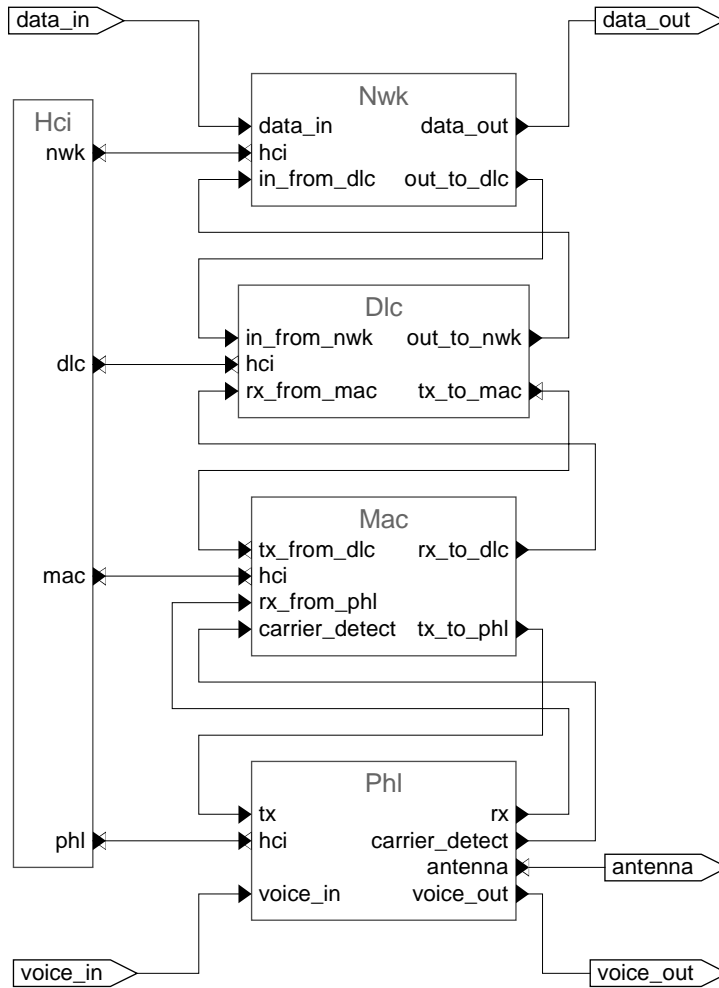 data_in
data_out
Hci
nwk
dlc
mac
phl
Nwk
data_in data_out
hci
in_from_dlc out_to_dlc
Dlc
in_from_nwk out_to_nwk
hci
rx_from_mac tx_to_mac
Mac
tx_from_dlc rx_to_dlc
hci
rx_from_phl
carrier_detect tx_to_phl
Phl
tx rx
hci carrier_detect
antenna
voice_in voice_out
antenna
voice_in
voice_out